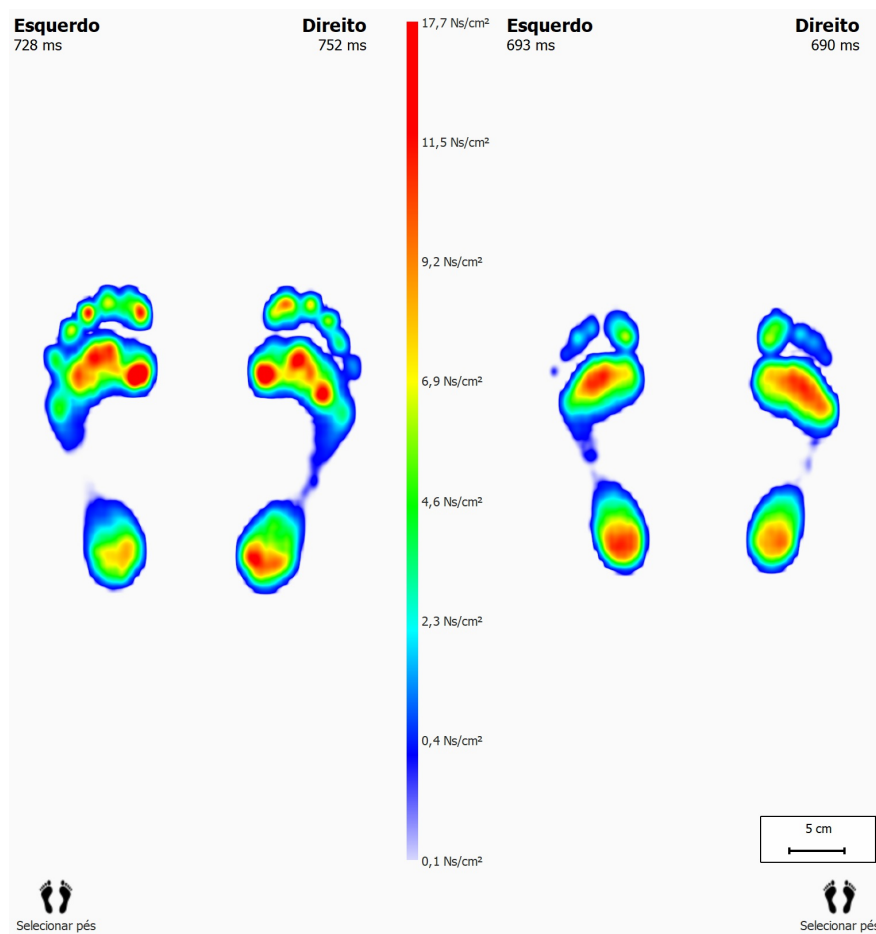 Esquerdo
728 ms
Direito
752 ms
17,7 Ns/cm²
11,5 Ns/cm²
9,2 Ns/cm²
6,9 Ns/cm²
4,6 Ns/cm²
2,3 Ns/cm²
0,4 Ns/cm²
0,1 Ns/cm²
Selecionar pés
Esquerdo
693 ms
Direito
690 ms
5 cm
Selecionar pés